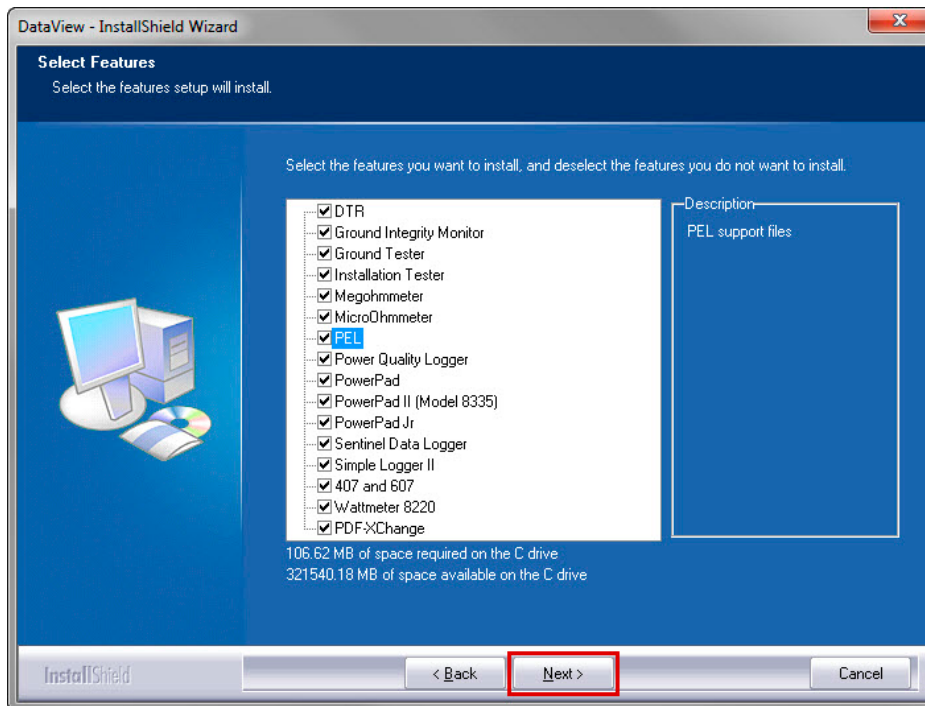 DataView - InstallShield Wizard
Select Features
Select the features setup will install.
Select the features you want to install, and deselect the features you do not want to install.
DTR
Ground Integrity Monitor
Ground Tester
Installation Tester
Megohmmeter
MicroOhmmeter
PEL
Power Quality Logger
PowerPad
PowerPad II (Model 8335)
PowerPad Jr
Sentinel Data Logger
Simple Logger II
407 and 607
Wattmeter 8220
PDF-XChange
Description
PEL support files
106.62 MB of space required on the C drive
321540.18 MB of space available on the C drive
InstallShield
< Back
Next >
Cancel